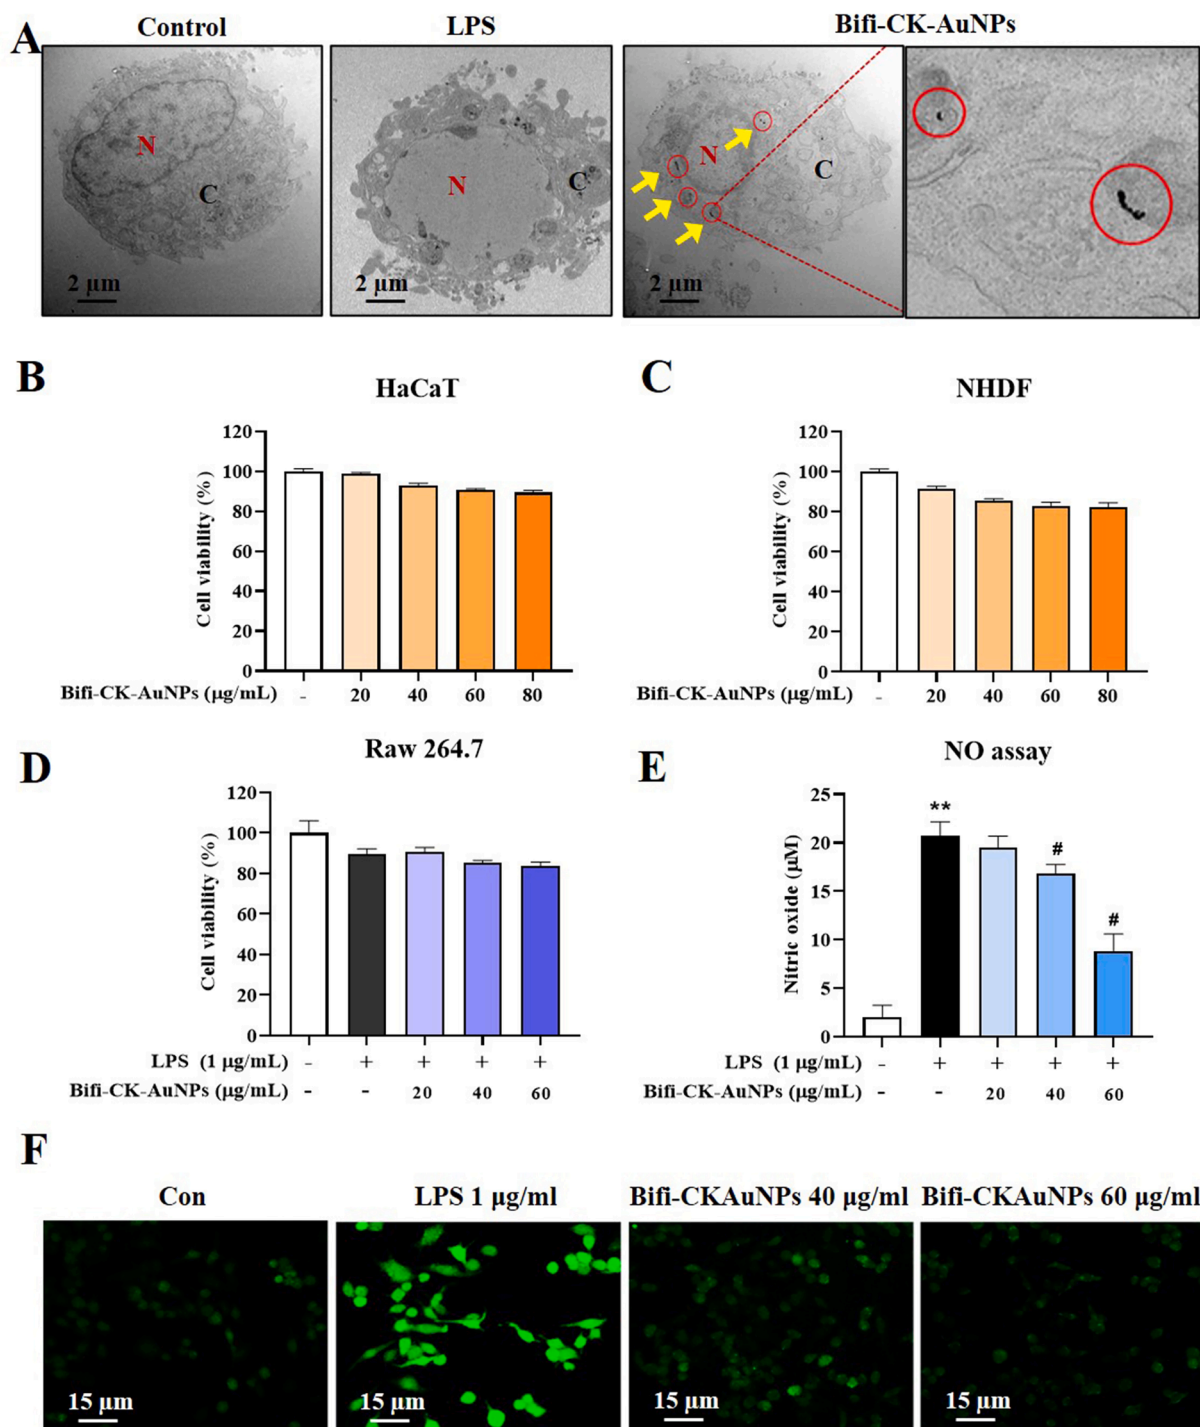 A
Control
LPS
Bifi-CK-AuNPs
N
C
2 μm
N
C
2 μm
N
C
2 μm
B
HaCaT
Cell viability (%)
120
100
80
60
40
20
0
Bifi-CK-AuNPs (μg/mL) - 20 40 60 80
C
NHDF
Cell viability (%)
120
100
80
60
40
20
0
Bifi-CK-AuNPs (μg/mL) - 20 40 60 80
D
Raw 264.7
Cell viability (%)
120
100
80
60
40
20
0
LPS (1 μg/mL) - + + + +
Bifi-CK-AuNPs (μg/mL) - - 20 40 60
E
NO assay
Nitric oxide (μM)
25
20
15
10
5
0
**
#
#
LPS (1 μg/mL) - + + + +
Bifi-CK-AuNPs (μg/mL) - - 20 40 60
F
Con
LPS 1 μg/ml
Bifi-CKAuNPs 40 μg/ml
Bifi-CKAuNPs 60 μg/ml
15 μm
15 μm
15 μm
15 μm